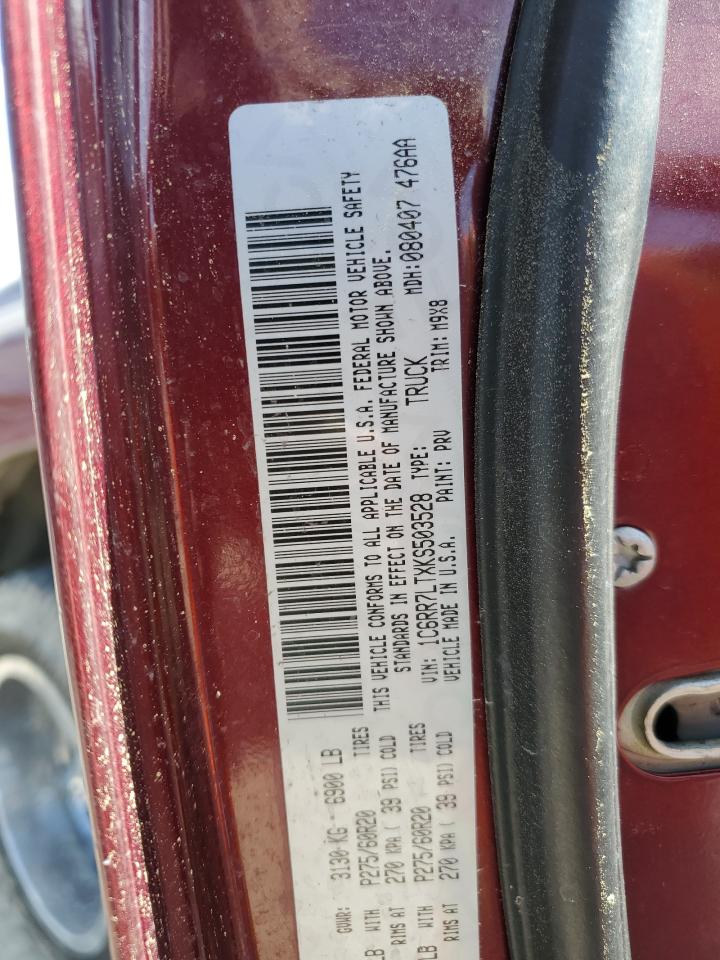 GVWR: 3130 KG - 6900 LB
LB WITH P275/60R20 TIRES
RIMS AT 270 KPA ( 39 PSI) COLD
LB WITH P275/60R20 TIRES
RIMS AT 270 KPA ( 39 PSI) COLD
THIS VEHICLE CONFORMS TO ALL APPLICABLE U.S.A. FEDERAL MOTOR VEHICLE SAFETY
STANDARDS IN EFFECT ON THE DATE OF MANUFACTURE SHOWN ABOVE.
VIN: 1C6RR7LTXKS503528 TYPE: TRUCK MDH:080407 476AA
VEHICLE MADE IN U.S.A. PAINT: PRV TRIM: M9X8